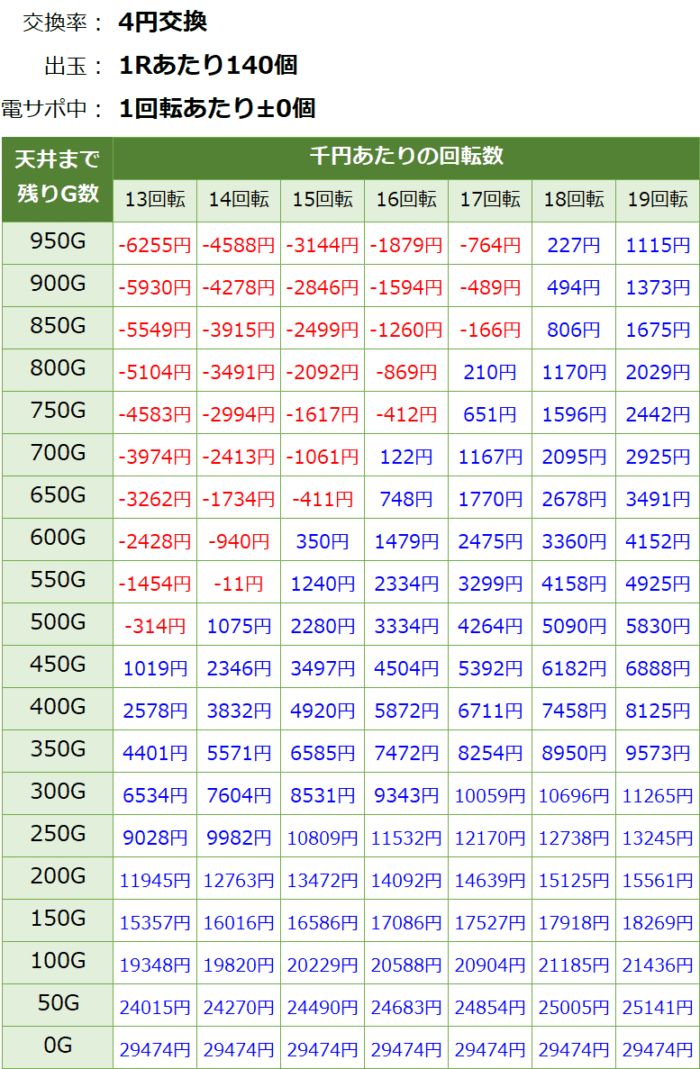 交換率： 4円交換
出玉： 1Rあたり140個
電サポ中： 1回転あたり±0個
天井まで 千円あたりの回転数
残りG数 13回転 14回転 15回転 16回転 17回転 18回転 19回転
950G -6255円 -4588円 -3144円 -1879円 -764円 227円 1115円
900G -5930円 -4278円 -2846円 -1594円 -489円 494円 1373円
850G -5549円 -3915円 -2499円 -1260円 -166円 806円 1675円
800G -5104円 -3491円 -2092円 -869円 210円 1170円 2029円
750G -4583円 -2994円 -1617円 -412円 651円 1596円 2442円
700G -3974円 -2413円 -1061円 122円 1167円 2095円 2925円
650G -3262円 -1734円 -411円 748円 1770円 2678円 3491円
600G -2428円 -940円 350円 1479円 2475円 3360円 4152円
550G -1454円 -11円 1240円 2334円 3299円 4158円 4925円
500G -314円 1075円 2280円 3334円 4264円 5090円 5830円
450G 1019円 2346円 3497円 4504円 5392円 6182円 6888円
400G 2578円 3832円 4920円 5872円 6711円 7458円 8125円
350G 4401円 5571円 6585円 7472円 8254円 8950円 9573円
300G 6534円 7604円 8531円 9343円 10059円 10696円 11265円
250G 9028円 9982円 10809円 11532円 12170円 12738円 13245円
200G 11945円 12763円 13472円 14092円 14639円 15125円 15561円
150G 15357円 16016円 16586円 17086円 17527円 17918円 18269円
100G 19348円 19820円 20229円 20588円 20904円 21185円 21436円
50G 24015円 24270円 24490円 24683円 24854円 25005円 25141円
0G 29474円 29474円 29474円 29474円 29474円 29474円 29474円